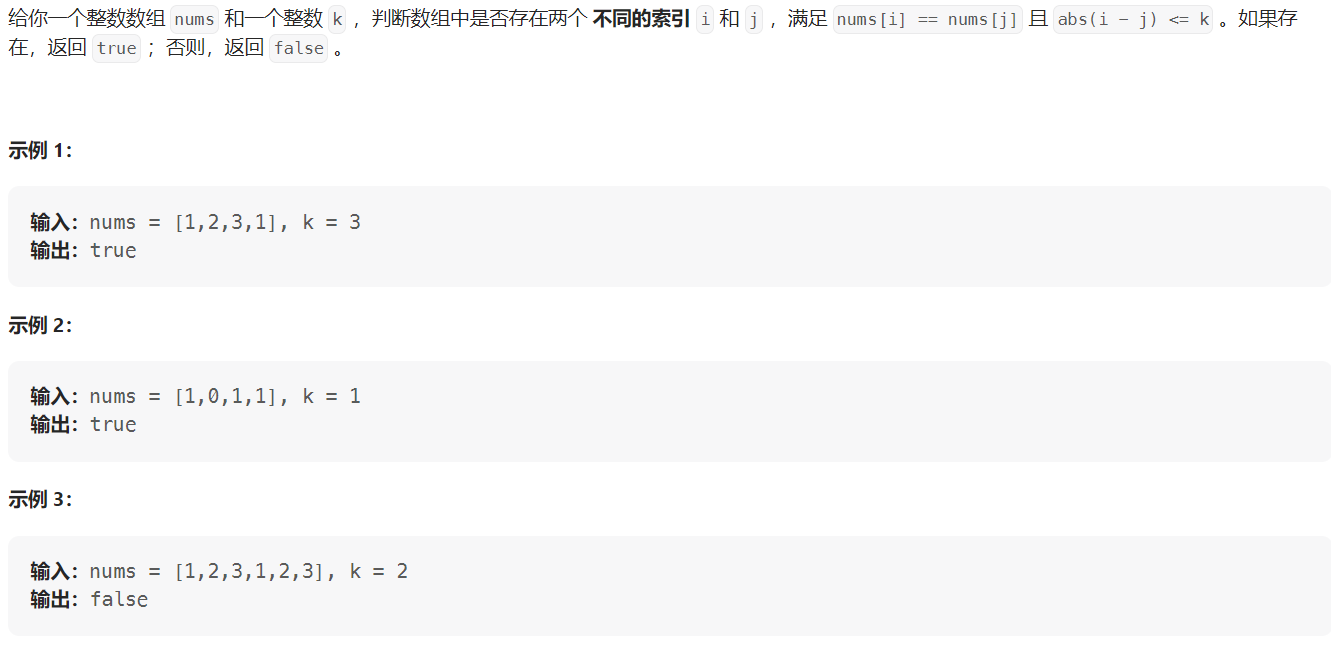 给你一个整数数组 nums 和一个整数 k ，判断数组中是否存在两个 不同的索引 i 和 j ，满足 nums[i] == nums[j] 且 abs(i - j) <= k 。如果存
在，返回 true ；否则，返回 false 。
示例 1：
输入：nums = [1,2,3,1], k = 3
输出：true
示例 2：
输入：nums = [1,0,1,1], k = 1
输出：true
示例 3：
输入：nums = [1,2,3,1,2,3], k = 2
输出：false